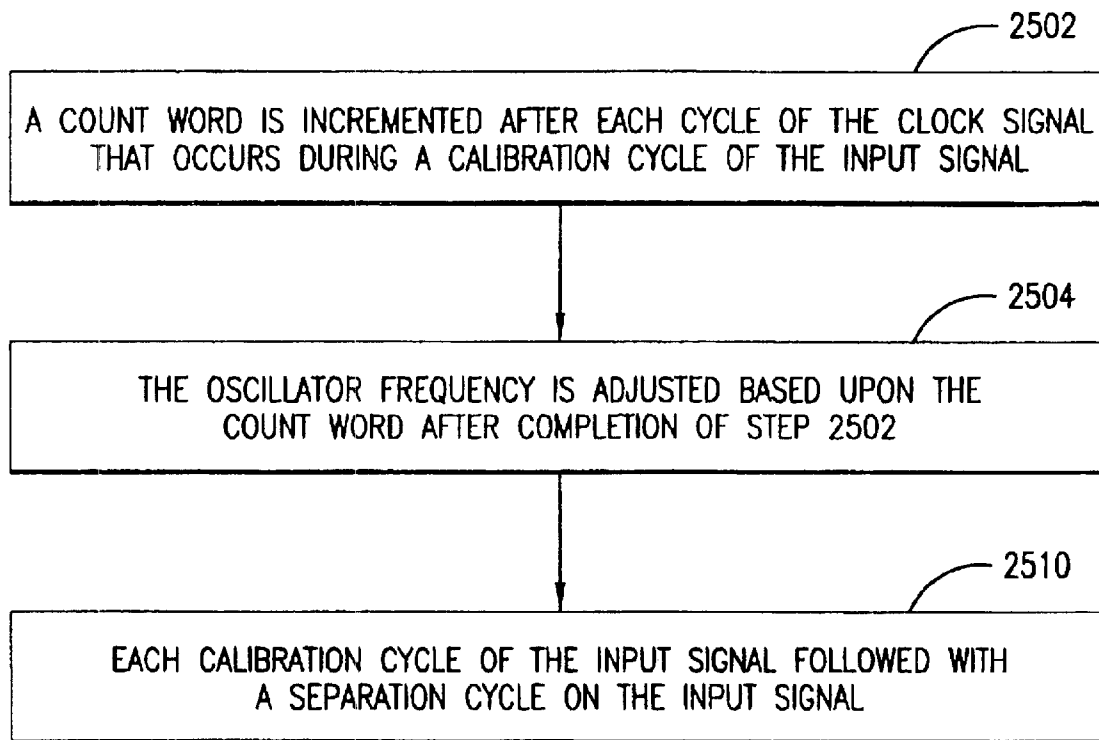 2502
A COUNT WORD IS INCREMENTED AFTER EACH CYCLE OF THE CLOCK SIGNAL
THAT OCCURS DURING A CALIBRATION CYCLE OF THE INPUT SIGNAL
2504
THE OSCILLATOR FREQUENCY IS ADJUSTED BASED UPON THE
COUNT WORD AFTER COMPLETION OF STEP 2502
2510
EACH CALIBRATION CYCLE OF THE INPUT SIGNAL FOLLOWED WITH
A SEPARATION CYCLE ON THE INPUT SIGNAL